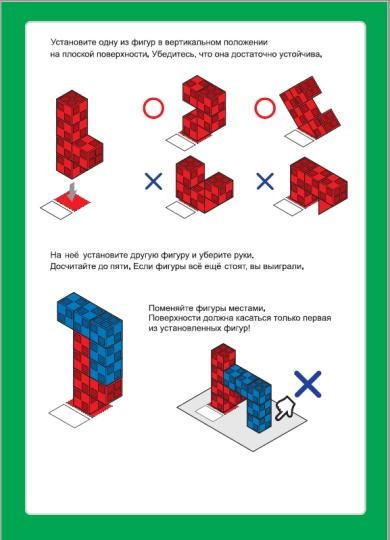 Установите одну из фигур в вертикальном положении
на плоской поверхности. Убедитесь, что она достаточно устойчива.
На неё установите другую фигуру и уберите руки.
Досчитайте до пяти. Если фигуры всё ещё стоят, вы выиграли.
Поменяйте фигуры местами.
Поверхности должна касаться только первая
из установленных фигур!